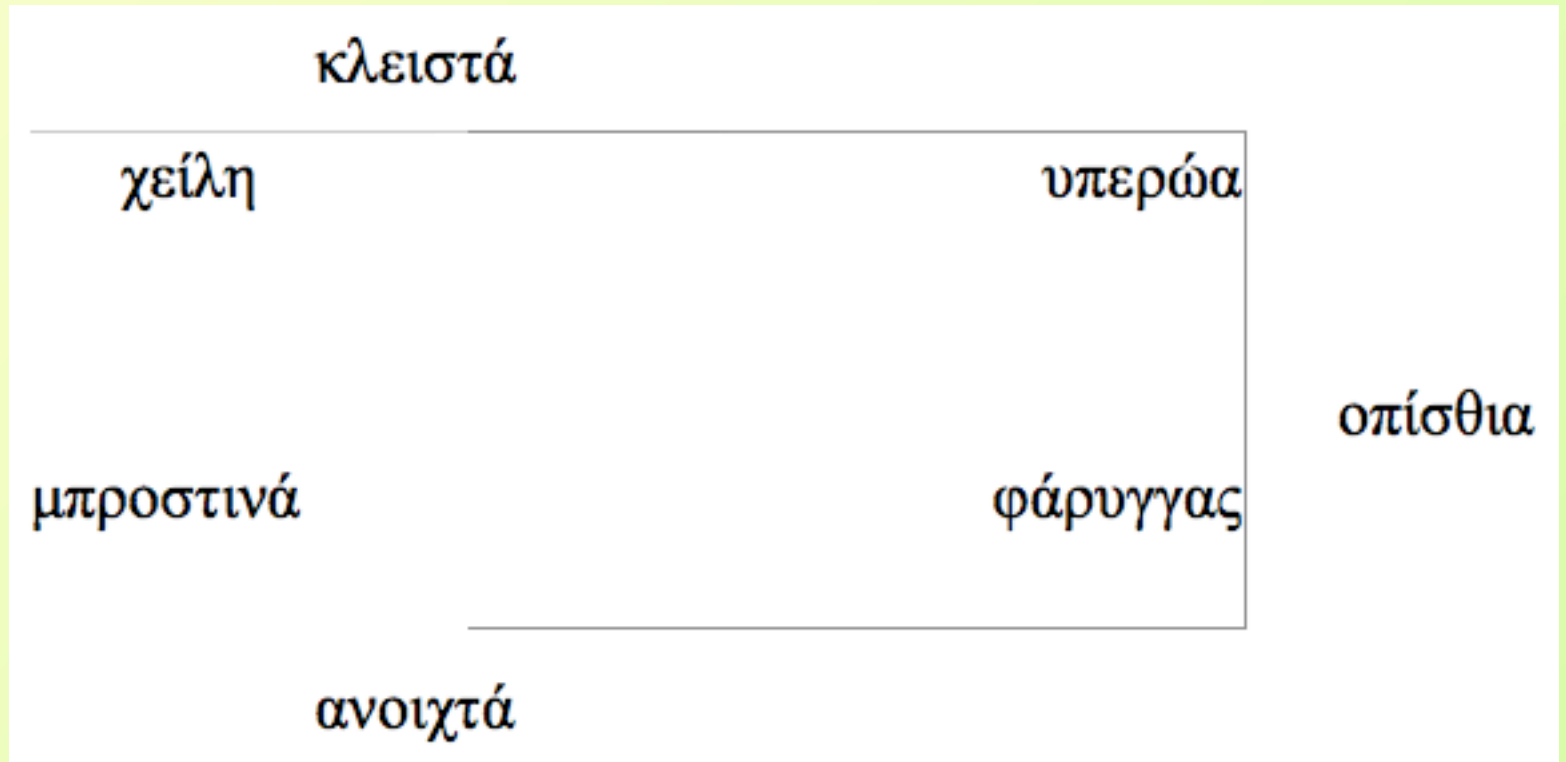 κλειστά
χείλη υπερώα
οπίσθια
μπροστινά φάρυγγας
ανοιχτά